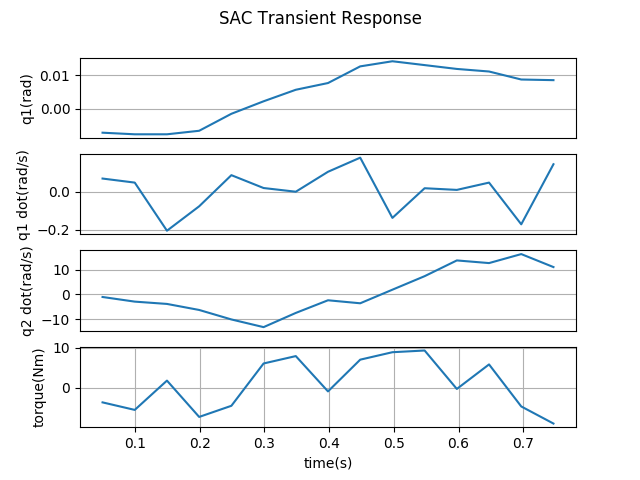 SAC Transient Response
q1(rad)
0.01
0.00
q1 dot(rad/s)
0.0
−0.2
q2 dot(rad/s)
10
0
−10
torque(Nm)
10
0
0.1 0.2 0.3 0.4 0.5 0.6 0.7
time(s)